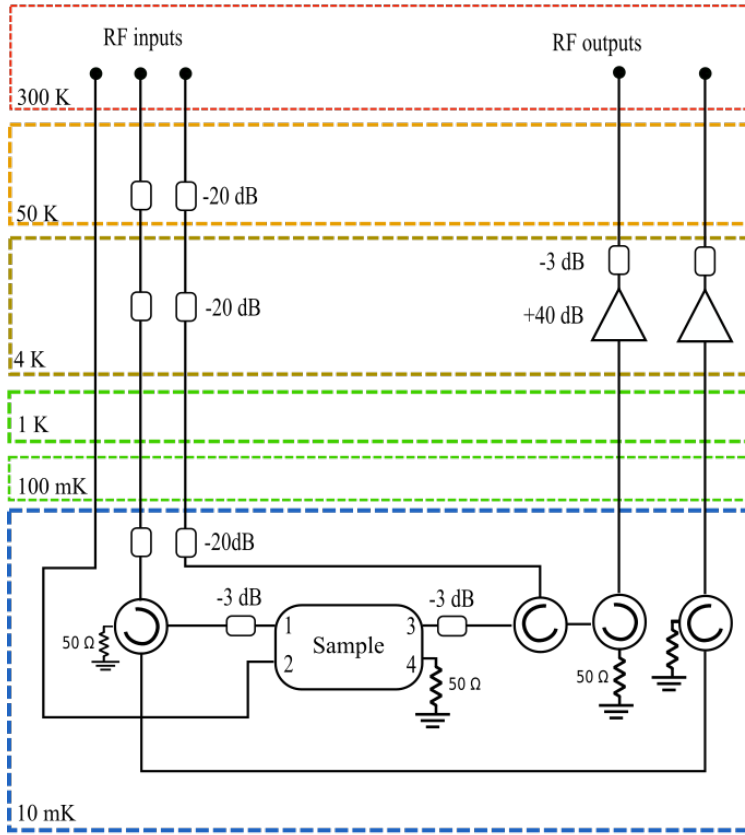 RF inputs
RF outputs
300 K
-20 dB
50 K
-3 dB
-20 dB
+40 dB
4 K
1 K
100 mK
-20dB
-3 dB
-3 dB
50 Ω
1
3
Sample
2
4
50 Ω
50 Ω
10 mK